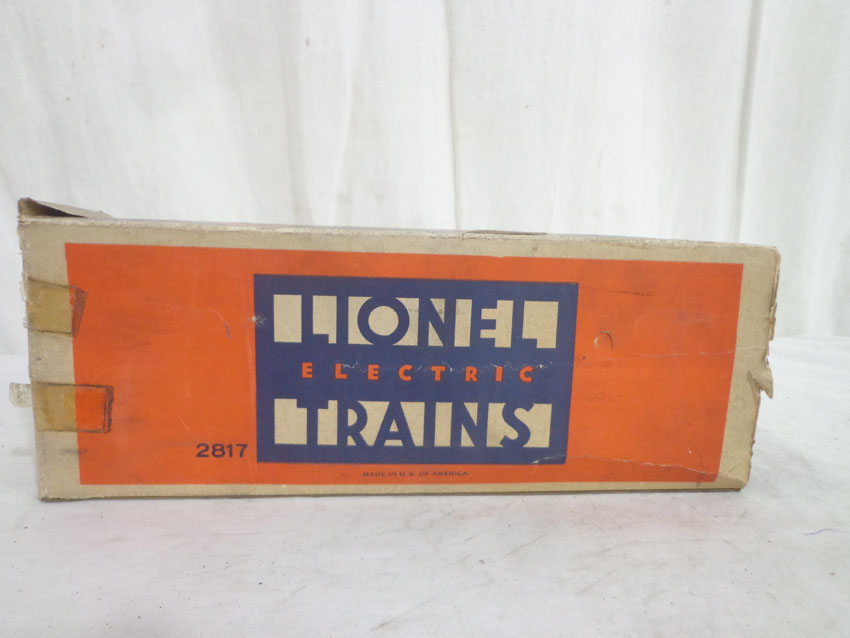 LIONEL
ELECTRIC
TRAINS
2817
MADE IN U. S. OF AMERICA